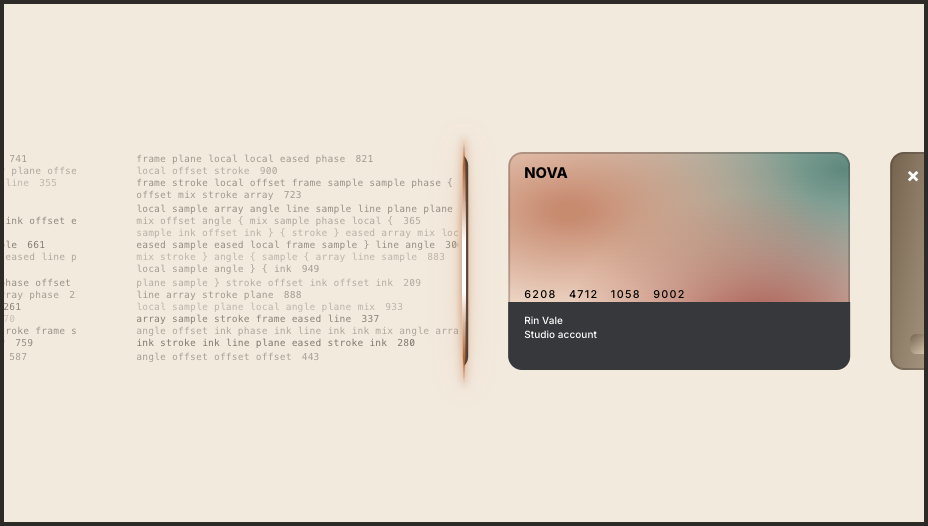 741
plane offse
line 355
ink offset e
le 661
eased line p
hase offset
ray phase 2
261
70
roke frame s
759
587
frame plane local local eased phase 821
local offset stroke 900
frame stroke local offset frame sample sample phase {
offset mix stroke array 723
local sample array angle line sample line plane plane
mix offset angle { mix sample phase local { 365
sample ink offset ink } { stroke } eased array mix loc
eased sample eased local frame sample } line angle 30
mix stroke } angle { sample { array line sample 883
local sample angle } { ink 949
plane sample } stroke offset ink offset ink 209
line array stroke plane 888
local sample plane local angle plane mix 933
array sample stroke frame eased line 337
angle offset ink phase ink line ink ink mix angle arra
ink stroke ink line plane eased stroke ink 280
angle offset offset offset 443
NOVA
6208 4712 1058 9002
Rin Vale
Studio account